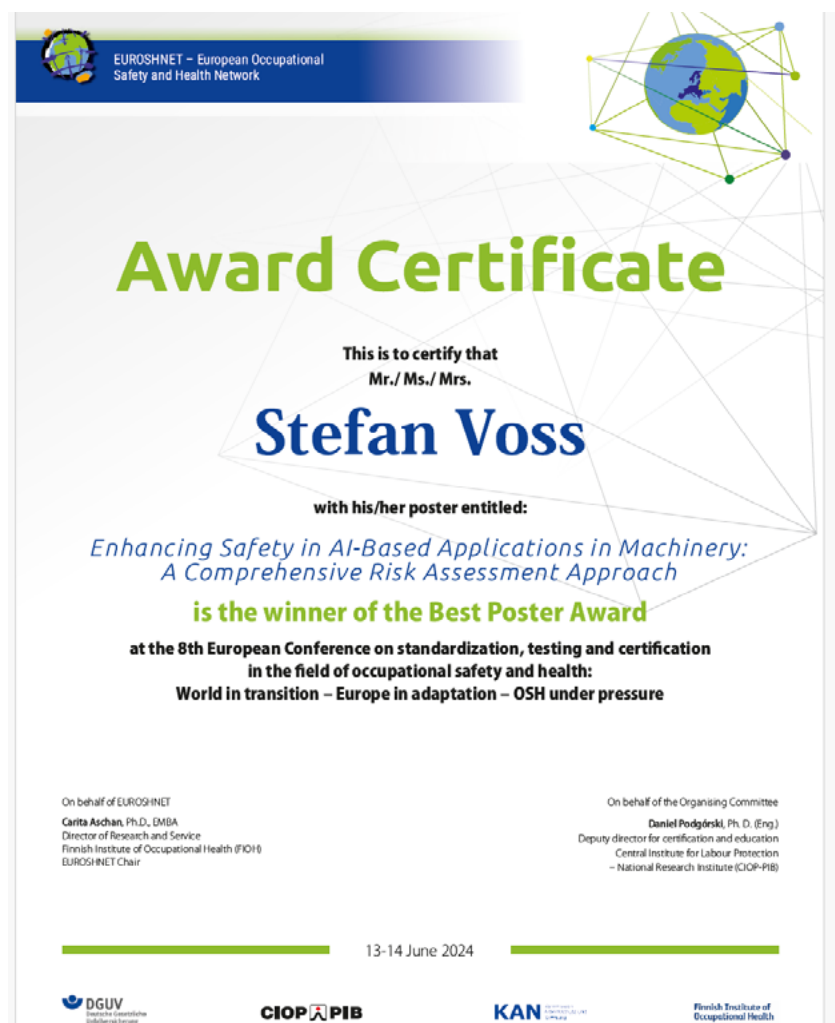 EUROSHNET – European Occupational
Safety and Health Network
Award Certificate
This is to certify that
Mr./ Ms./ Mrs.
Stefan Voss
with his/her poster entitled:
Enhancing Safety in AI-Based Applications in Machinery:
A Comprehensive Risk Assessment Approach
is the winner of the Best Poster Award
at the 8th European Conference on standardization, testing and certification
in the field of occupational safety and health:
World in transition – Europe in adaptation – OSH under pressure
On behalf of EUROSHNET
Carita Aschan, Ph.D., EMBA
Director of Research and Service
Finnish Institute of Occupational Health (FIOH)
EUROSHNET Chair
On behalf of the Organising Committee
Daniel Podgórski, Ph. D. (Eng.)
Deputy director for certification and education
Central Institute for Labour Protection
– National Research Institute (CIOP-PIB)
13-14 June 2024
DGUV
Deutsche Gesetzliche
Unfallversicherung
CIOP PIB
KAN
Finnish Institute of
Occupational Health